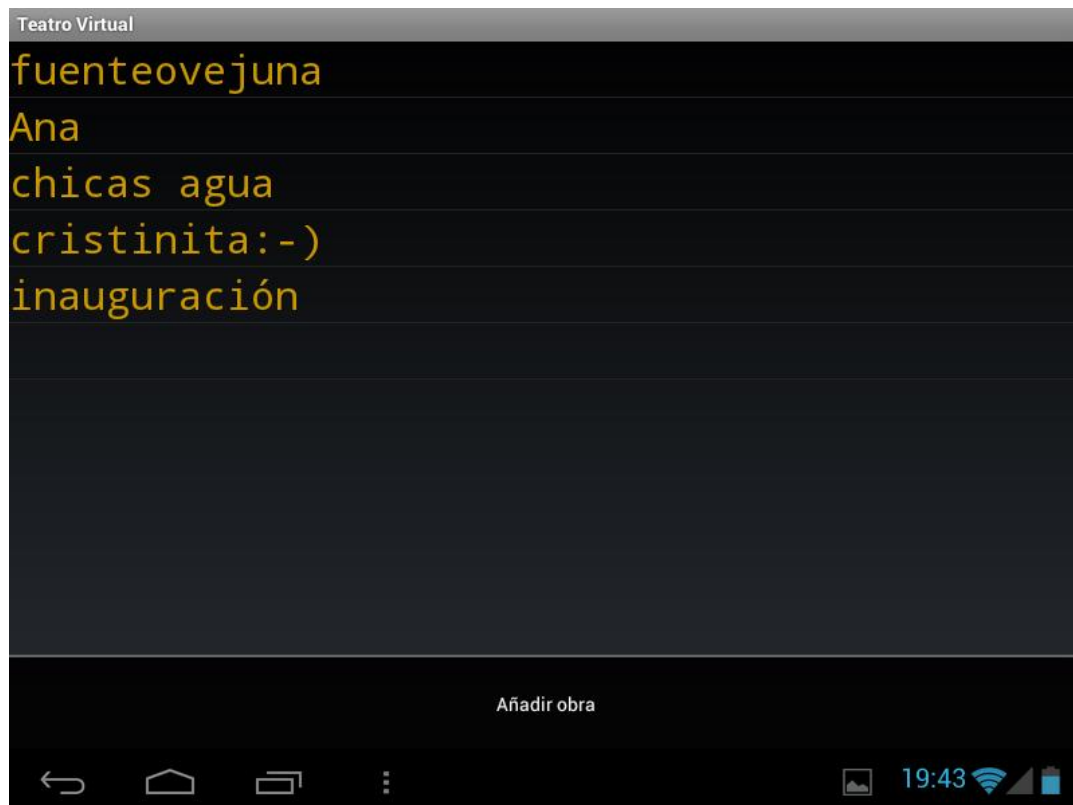 Teatro Virtual
fuenteovejuna
Ana
chicas agua
cristinita:-)
inauguración
Añadir obra
19:43